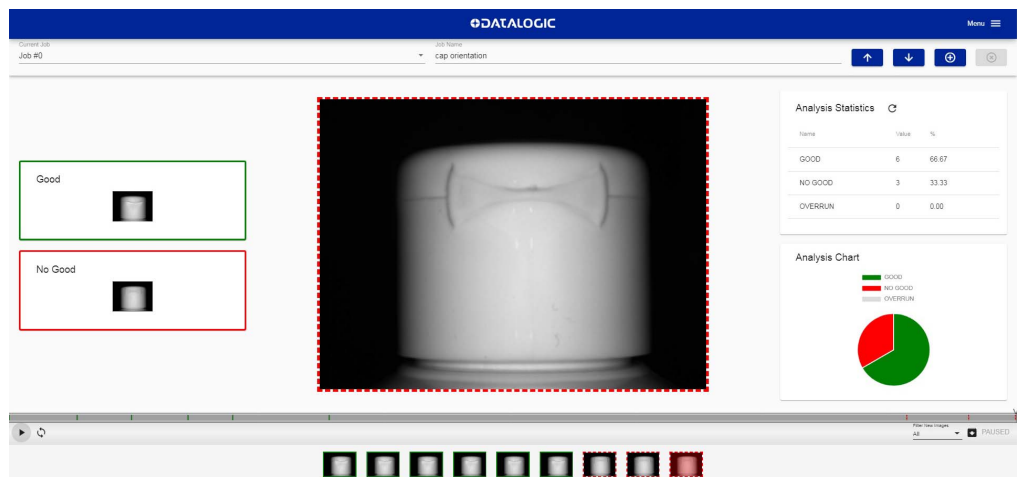 DATALOGIC
Menu
Current Job
Job #0
Job Name
cap orientation
Good
No Good
Analysis Statistics
Name Value %
GOOD 6 66.67
NO GOOD 3 33.33
OVERRUN 0 0.00
Analysis Chart
GOOD
NO GOOD
OVERRUN
Filter View Images
All
PAUSED